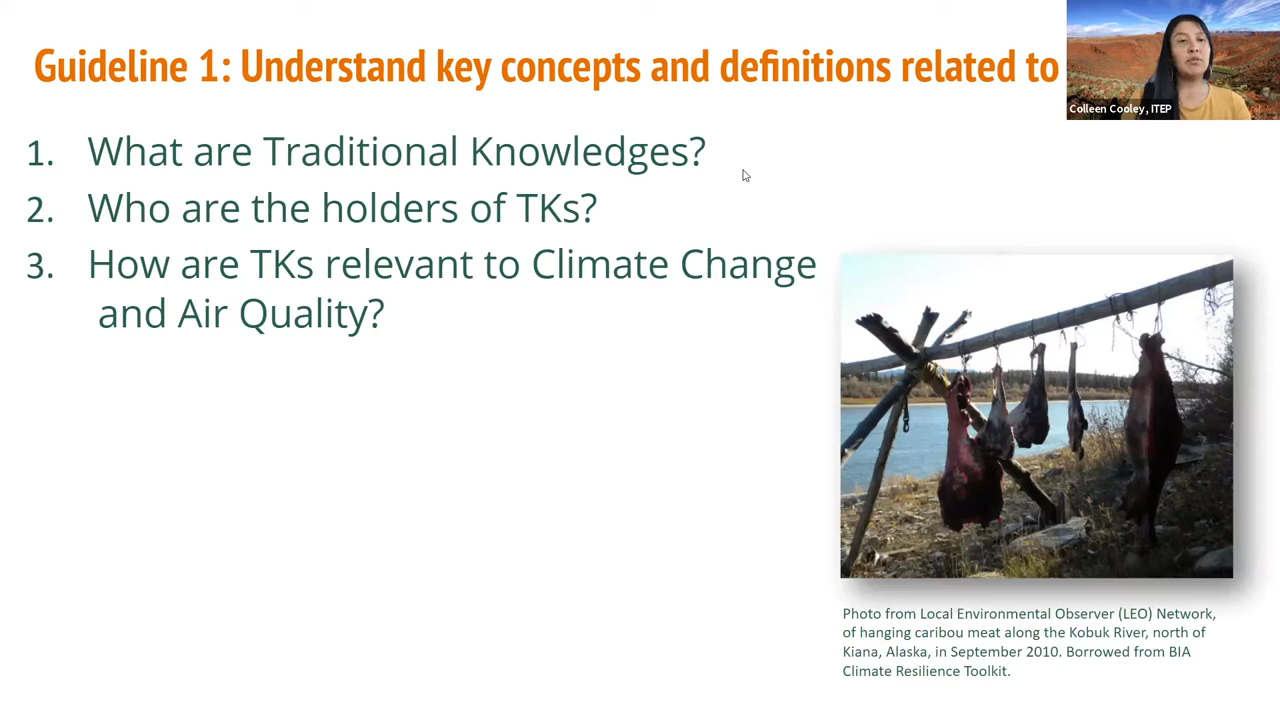 Guideline 1: Understand key concepts and definitions related to
Colleen Cooley, ITEP
1. What are Traditional Knowledges?
2. Who are the holders of TKs?
3. How are TKs relevant to Climate Change
and Air Quality?
Photo from Local Environmental Observer (LEO) Network,
of hanging caribou meat along the Kobuk River, north of
Kiana, Alaska, in September 2010. Borrowed from BIA
Climate Resilience Toolkit.